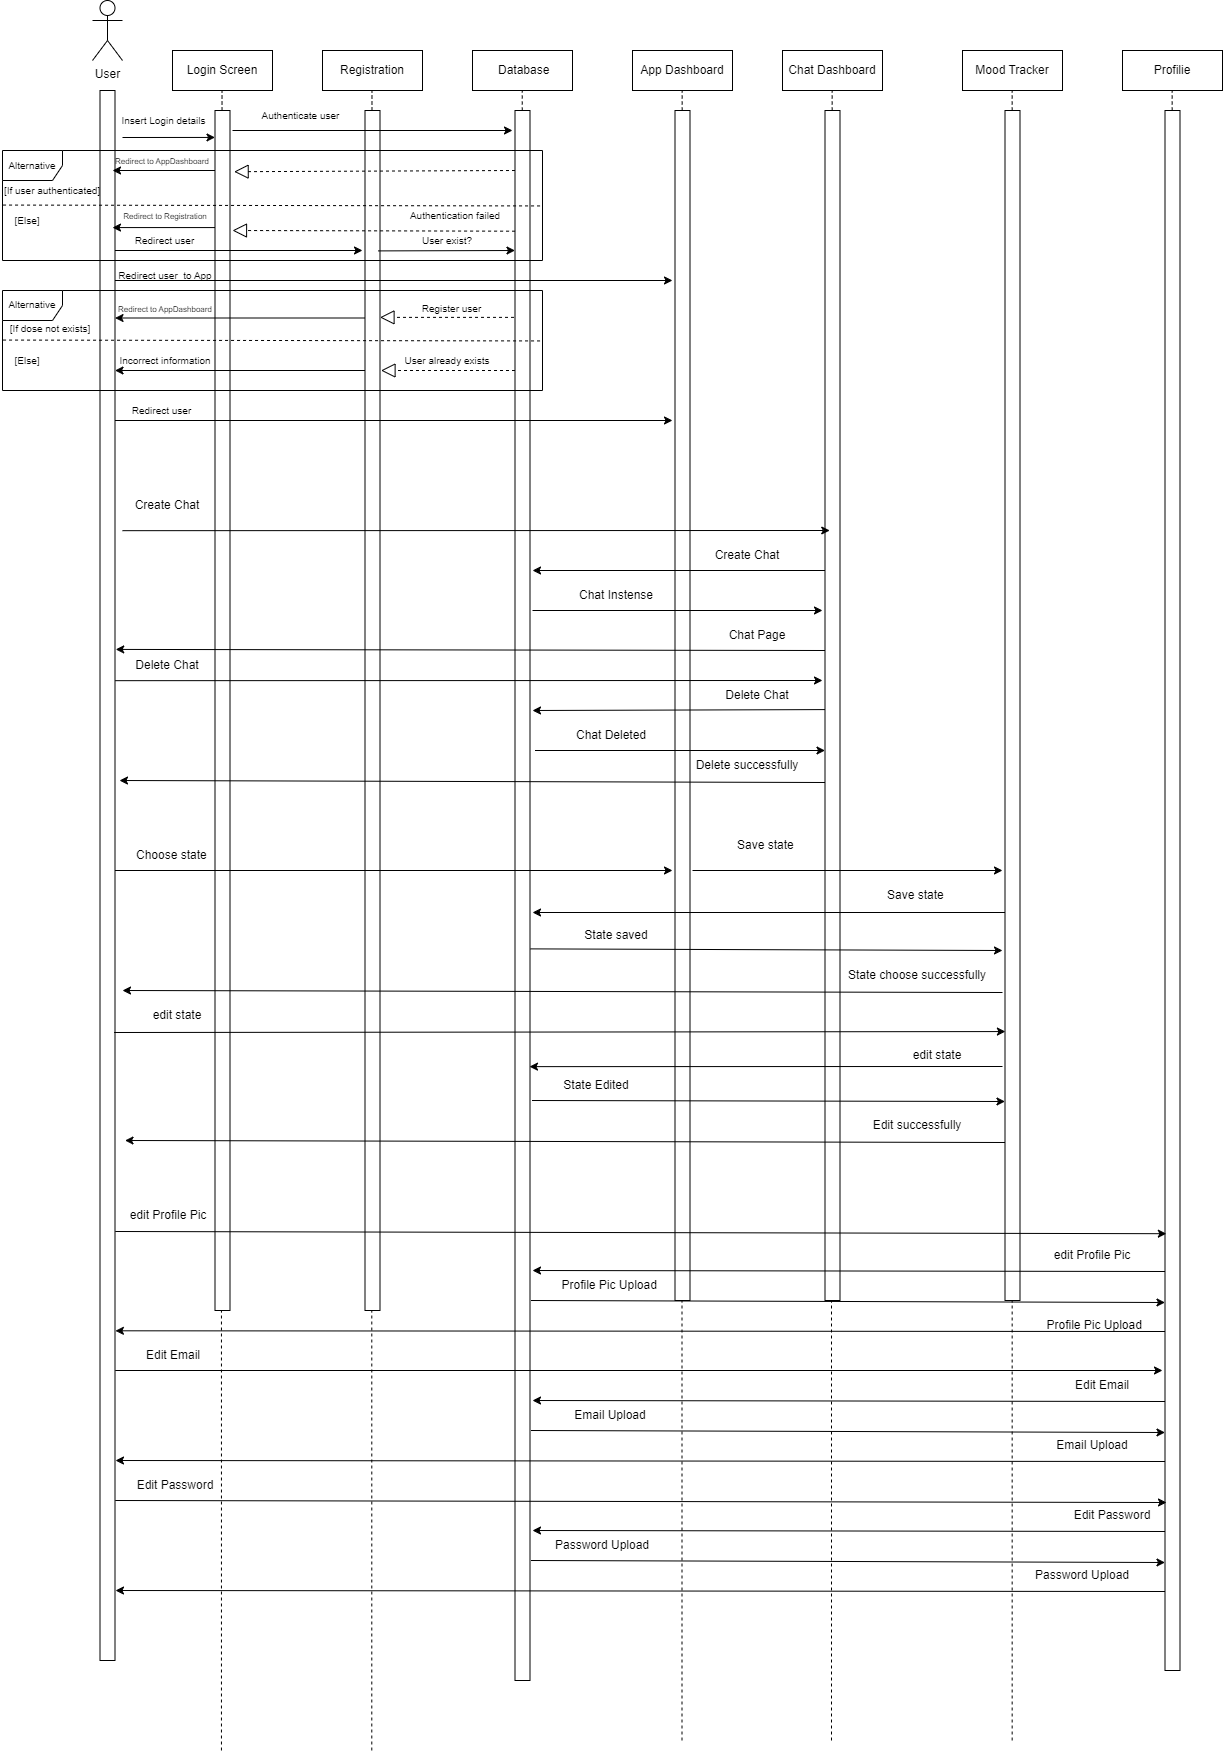 User
Login Screen
Registration
Database
App Dashboard
Chat Dashboard
Mood Tracker
Profilie
Insert Login details
Authenticate user
Alternative
Redirect to AppDashboard
[If user authenticated]
[Else]
Redirect to Registration
Authentication failed
Redirect user
User exist?
Redirect user to App
Alternative
Redirect to AppDashboard
Register user
[If dose not exists]
[Else]
Incorrect information
User already exists
Redirect user
Create Chat
Create Chat
Chat Instense
Chat Page
Delete Chat
Delete Chat
Chat Deleted
Delete successfully
Save state
Choose state
Save state
State saved
State choose successfully
edit state
edit state
State Edited
Edit successfully
edit Profile Pic
edit Profile Pic
Profile Pic Upload
Profile Pic Upload
Edit Email
Edit Email
Email Upload
Email Upload
Edit Password
Edit Password
Password Upload
Password Upload